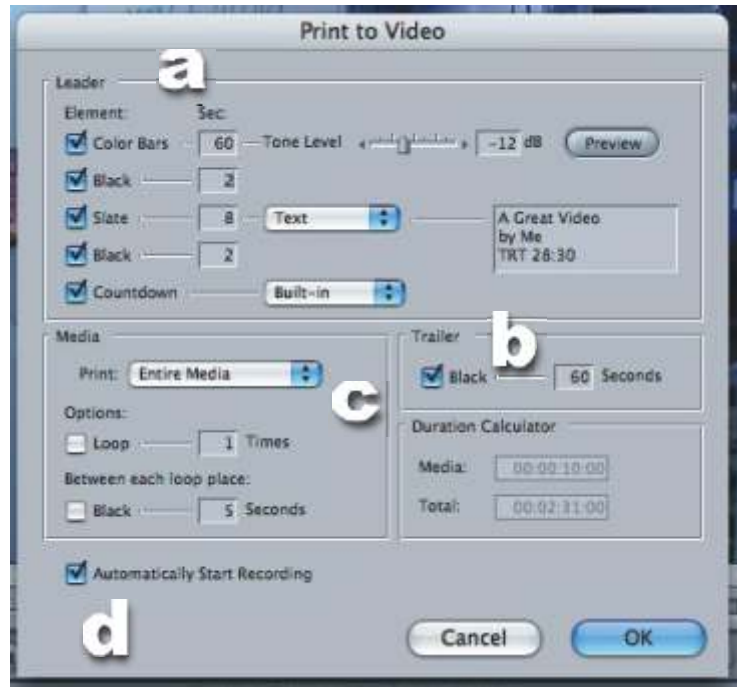 Print to Video
a
Leader
Element: Sec:
Color Bars 60 Tone Level -12 dB Preview
Black 2
Slate 8 Text A Great Video
by Me
TRT 28:30
Black 2
Countdown Built-in
Media
Print: Entire Media
c
Options:
Loop 1 Times
Between each loop place:
Black 5 Seconds
Trailer
b
Black 60 Seconds
Duration Calculator
Media: 00:00:10:00
Total: 00:02:31:00
Automatically Start Recording
d
Cancel OK